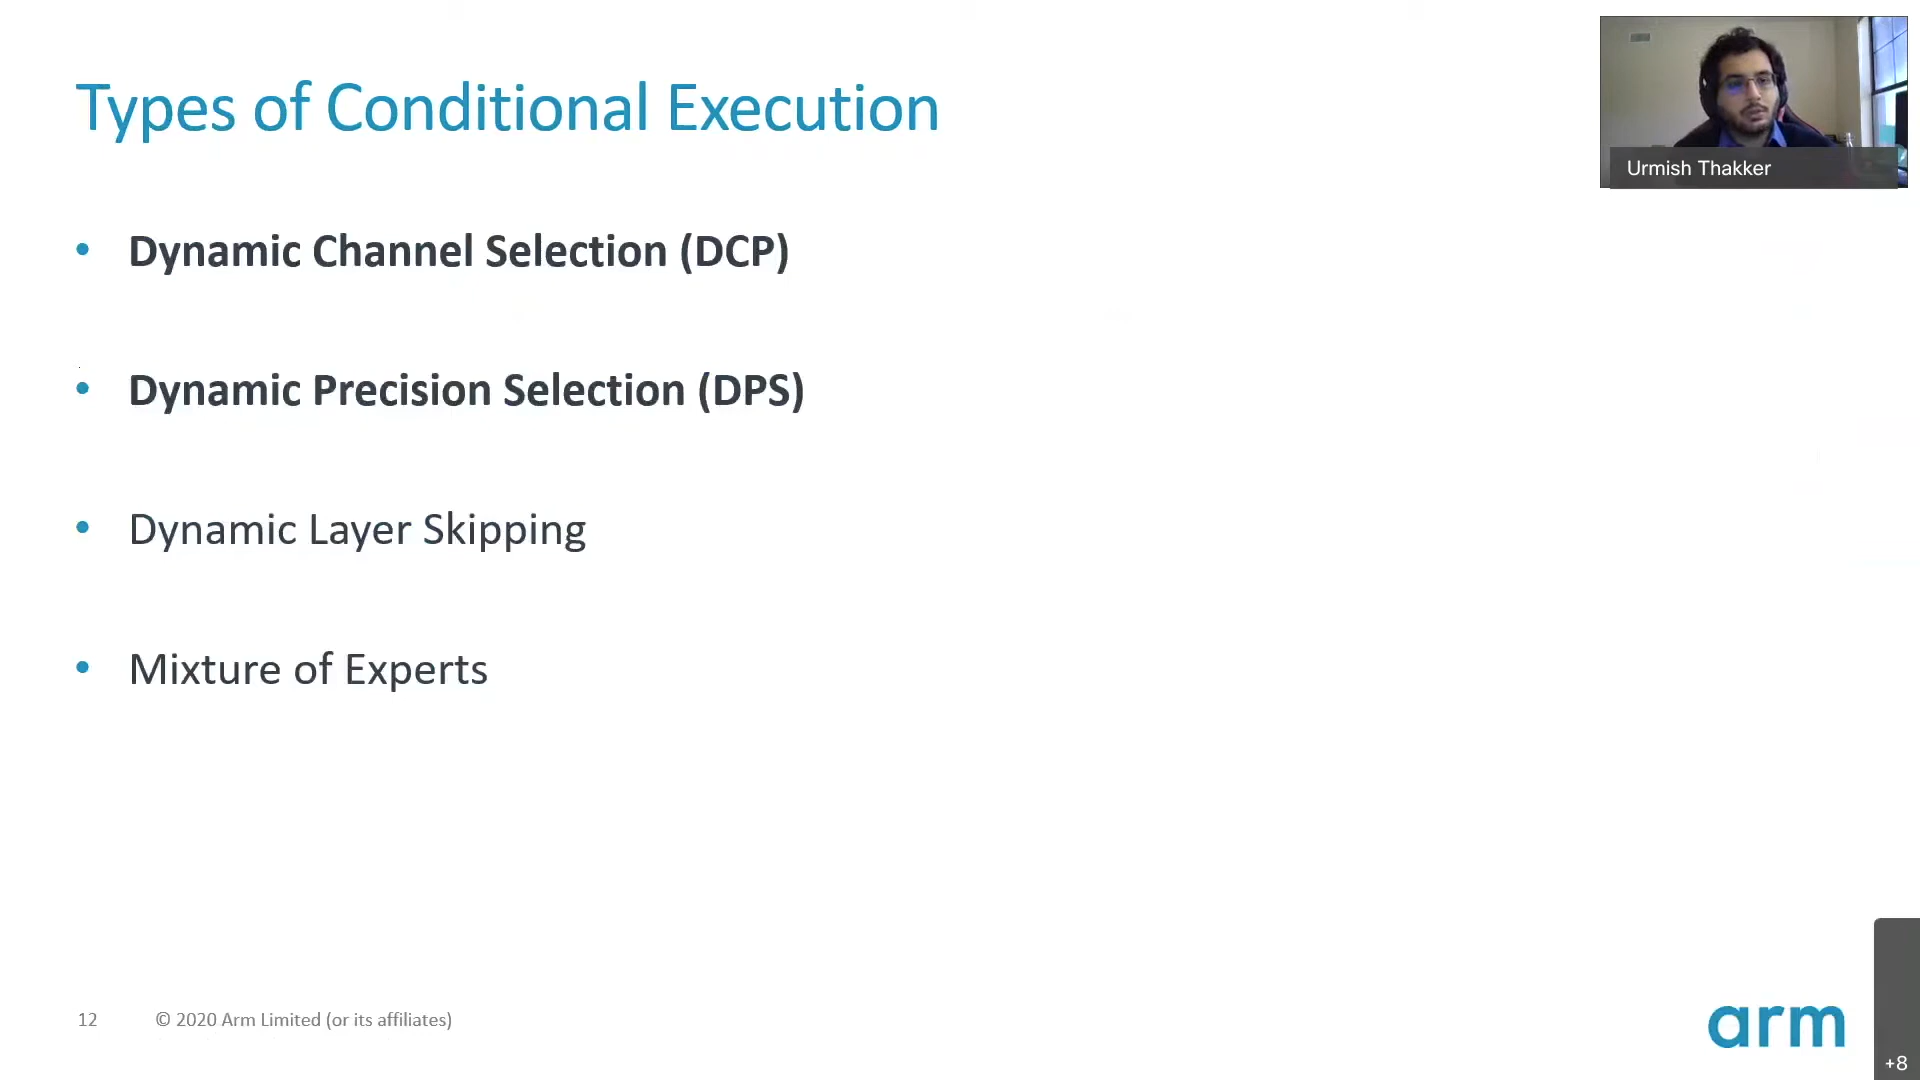 Types of Conditional Execution
Urmish Thakker
• Dynamic Channel Selection (DCP)
• Dynamic Precision Selection (DPS)
• Dynamic Layer Skipping
• Mixture of Experts
12 © 2020 Arm Limited (or its affiliates)
arm
+8